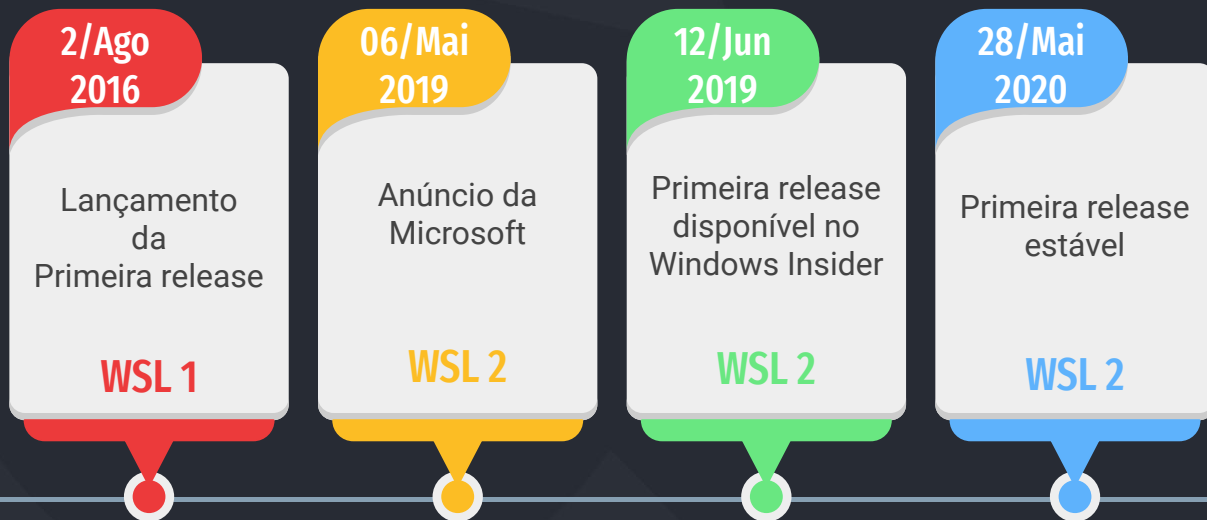 2/Ago
2016
Lançamento
da
Primeira release
WSL 1
06/Mai
2019
Anúncio da
Microsoft
WSL 2
12/Jun
2019
Primeira release
disponível no
Windows Insider
WSL 2
28/Mai
2020
Primeira release
estável
WSL 2